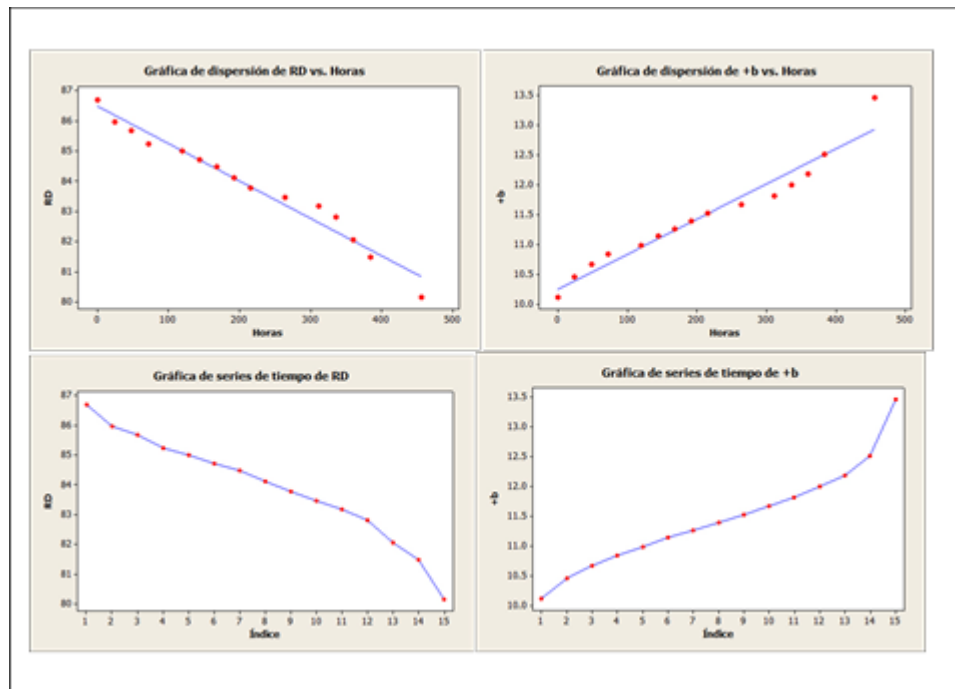 Gráfica de dispersión de RD vs. Horas
87
86
85
84
83
82
81
80
RD
0 100 200 300 400 500
Horas
Gráfica de dispersión de +b vs. Horas
13.5
13.0
12.5
12.0
11.5
11.0
10.5
10.0
+b
0 100 200 300 400 500
Horas
Gráfica de series de tiempo de RD
87
86
85
84
83
82
81
80
RD
1 2 3 4 5 6 7 8 9 10 11 12 13 14 15
Índice
Gráfica de series de tiempo de +b
13.5
13.0
12.5
12.0
11.5
11.0
10.5
10.0
+b
1 2 3 4 5 6 7 8 9 10 11 12 13 14 15
Índice